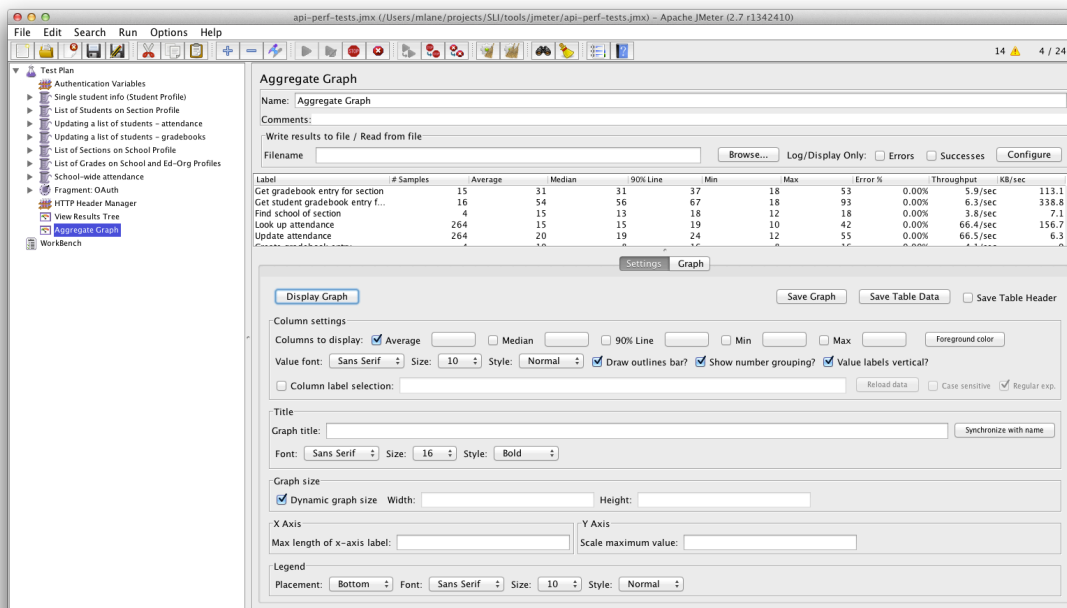 api-perf-tests.jmx (/Users/mlane/projects/SLI/tools/jmeter/api-perf-tests.jmx) – Apache JMeter (2.7 r1342410)
File Edit Search Run Options Help
14 4 / 24
Test Plan
Authentication Variables
Single student info (Student Profile)
List of Students on Section Profile
Updating a list of students – attendance
Updating a list of students – gradebooks
List of Sections on School Profile
List of Grades on School and Ed-Org Profiles
School-wide attendance
Fragment: OAuth
HTTP Header Manager
View Results Tree
Aggregate Graph
WorkBench
Aggregate Graph
Name: Aggregate Graph
Comments:
Write results to file / Read from file
Filename Browse... Log/Display Only: Errors Successes Configure
Label # Samples Average Median 90% Line Min Max Error % Throughput KB/sec
Get gradebook entry for section 15 31 31 37 18 53 0.00% 5.9/sec 113.1
Get student gradebook entry f... 16 54 56 67 18 93 0.00% 6.3/sec 338.8
Find school of section 4 15 13 18 12 18 0.00% 3.8/sec 7.1
Look up attendance 264 15 15 19 10 42 0.00% 66.4/sec 156.7
Update attendance 264 20 19 24 12 55 0.00% 66.5/sec 6.3
Settings Graph
Display Graph Save Graph Save Table Data Save Table Header
Column settings
Columns to display: Average Median 90% Line Min Max Foreground color
Value font: Sans Serif Size: 10 Style: Normal Draw outlines bar? Show number grouping? Value labels vertical?
Column label selection: Reload data Case sensitive Regular exp.
Title
Graph title: Synchronize with name
Font: Sans Serif Size: 16 Style: Bold
Graph size
Dynamic graph size Width: Height:
X Axis Y Axis
Max length of x-axis label: Scale maximum value:
Legend
Placement: Bottom Font: Sans Serif Size: 10 Style: Normal